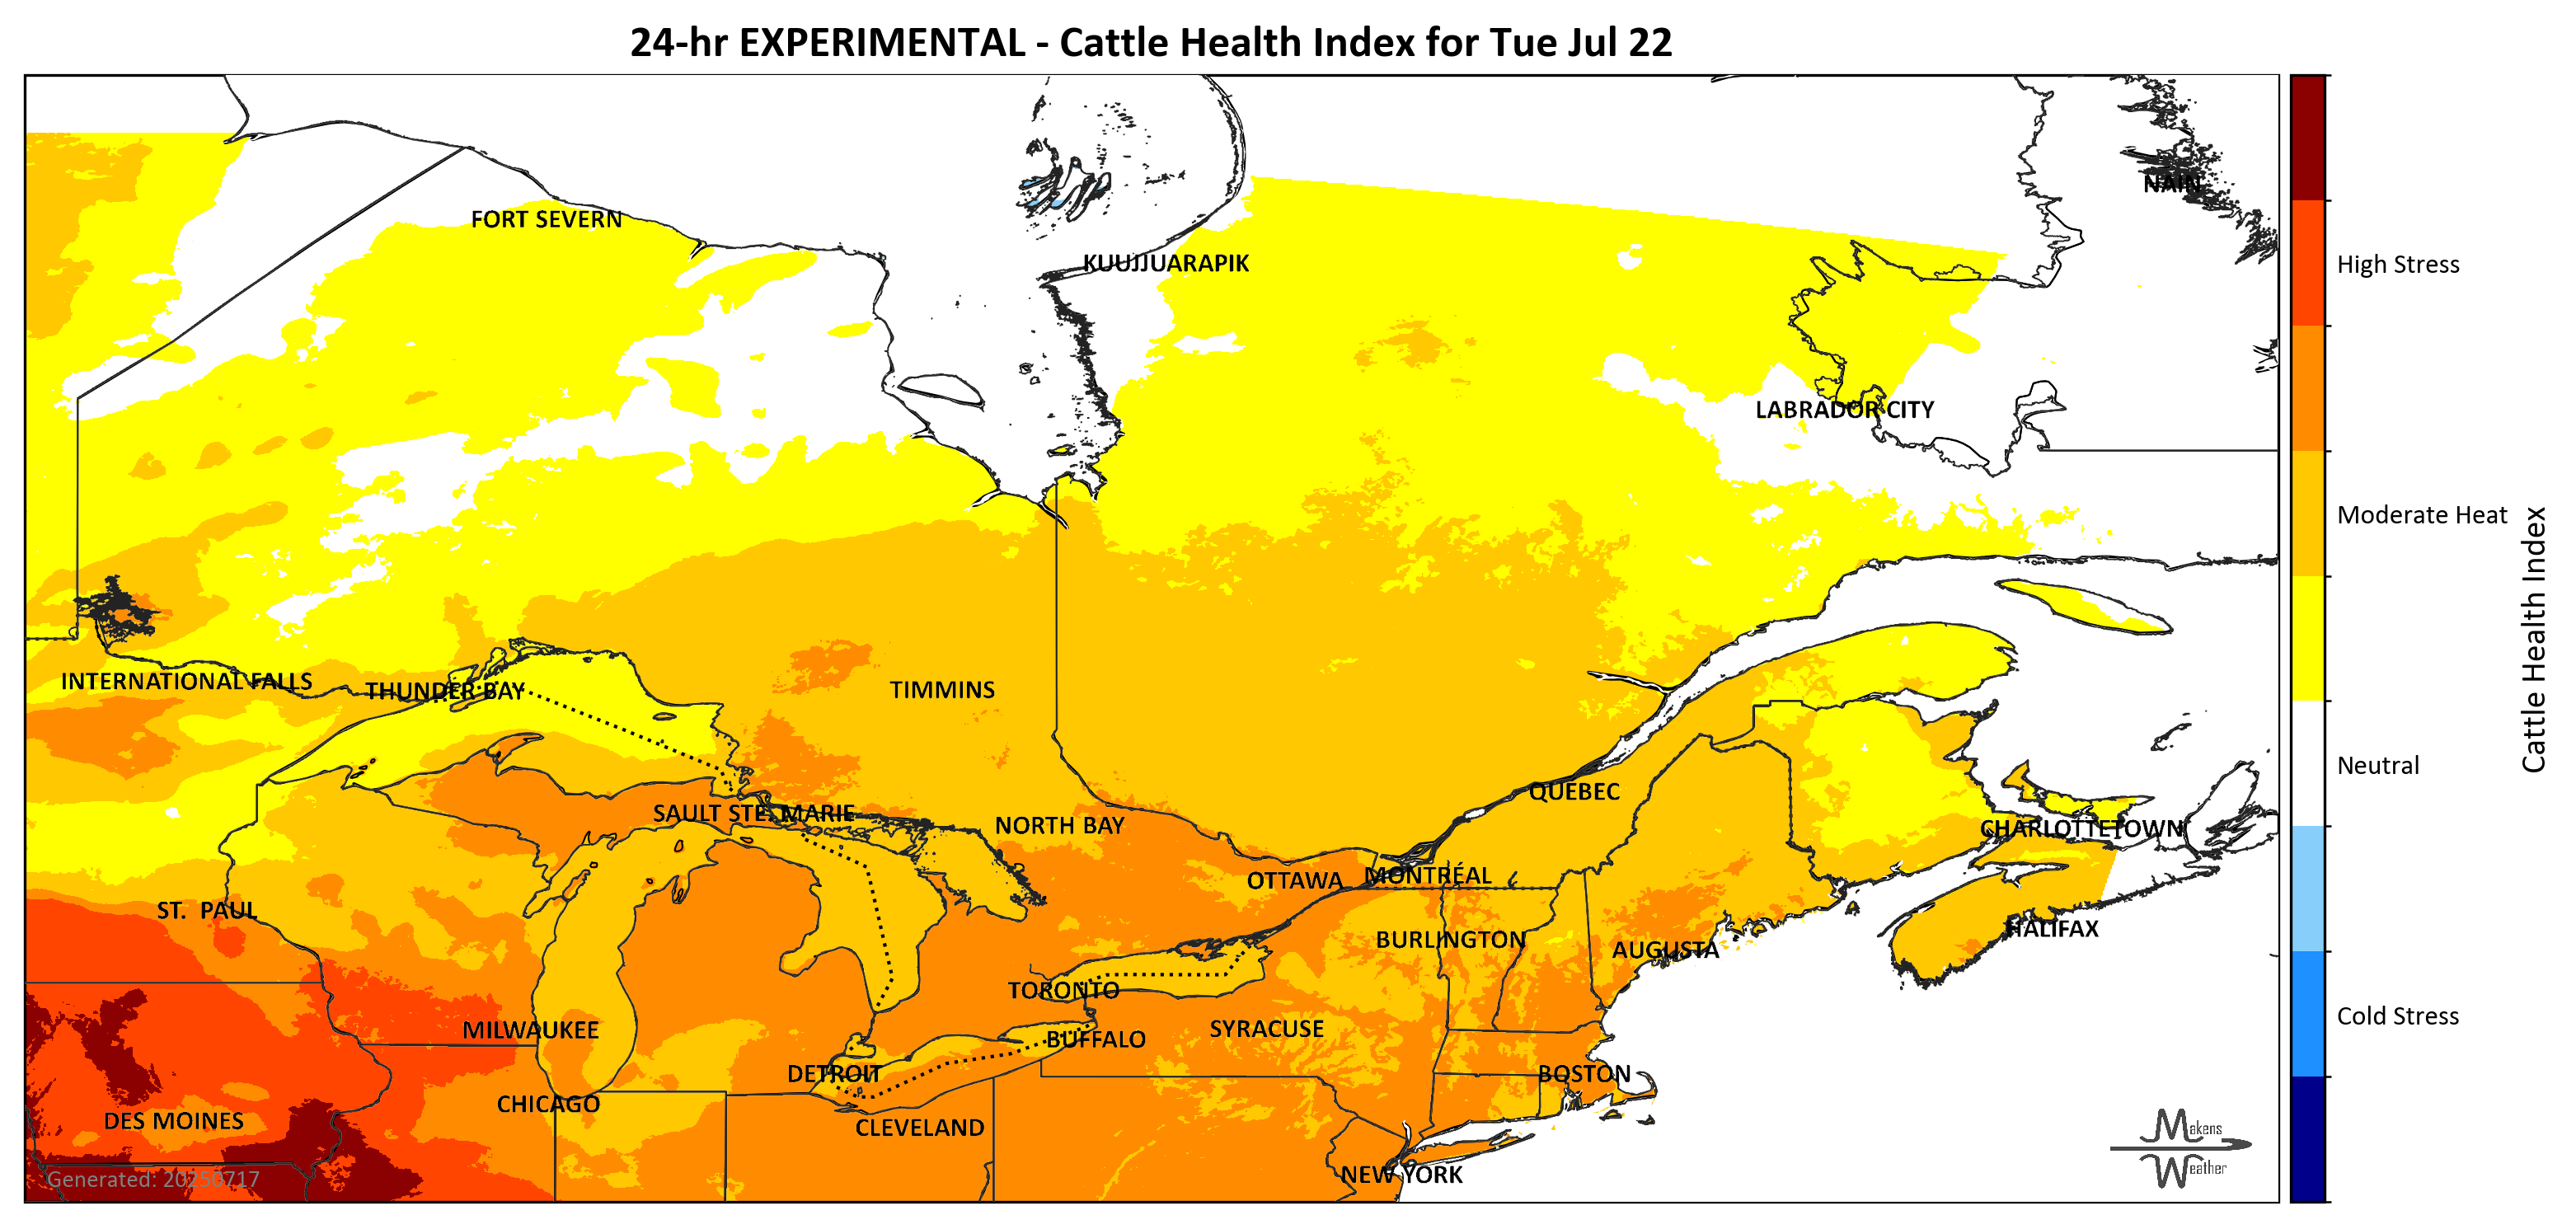 24-hr EXPERIMENTAL - Cattle Health Index for Tue Jul 22
NAIN
FORT SEVERN
KUUJJUARAPIK
High Stress
LABRADOR CITY
Moderate Heat
INTERNATIONAL FALLS
THUNDER BAY
TIMMINS
Cattle Health Index
Neutral
QUEBEC
SAULT STE. MARIE
NORTH BAY
CHARLOTTETOWN
OTTAWA
MONTRÉAL
ST. PAUL
HALIFAX
BURLINGTON
AUGUSTA
TORONTO
Cold Stress
MILWAUKEE
SYRACUSE
BUFFALO
DETROIT
BOSTON
CHICAGO
DES MOINES
CLEVELAND
Makens
Weather
NEW YORK
Generated: 20250717